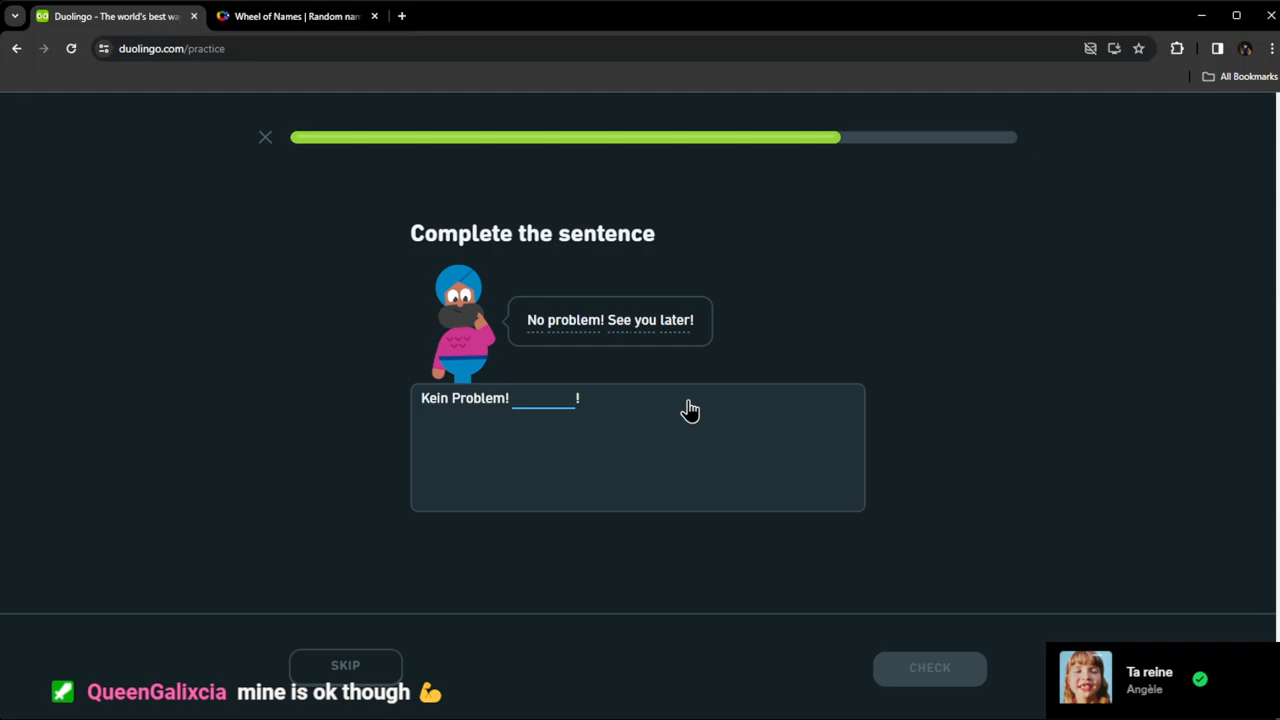 Duolingo - The world's best wa
Wheel of Names | Random nam
duolingo.com/practice
All Bookmarks
Complete the sentence
No problem! See you later!
Kein Problem! !
SKIP
CHECK
QueenGalixcia mine is ok though 💪
Ta reine
Angèle